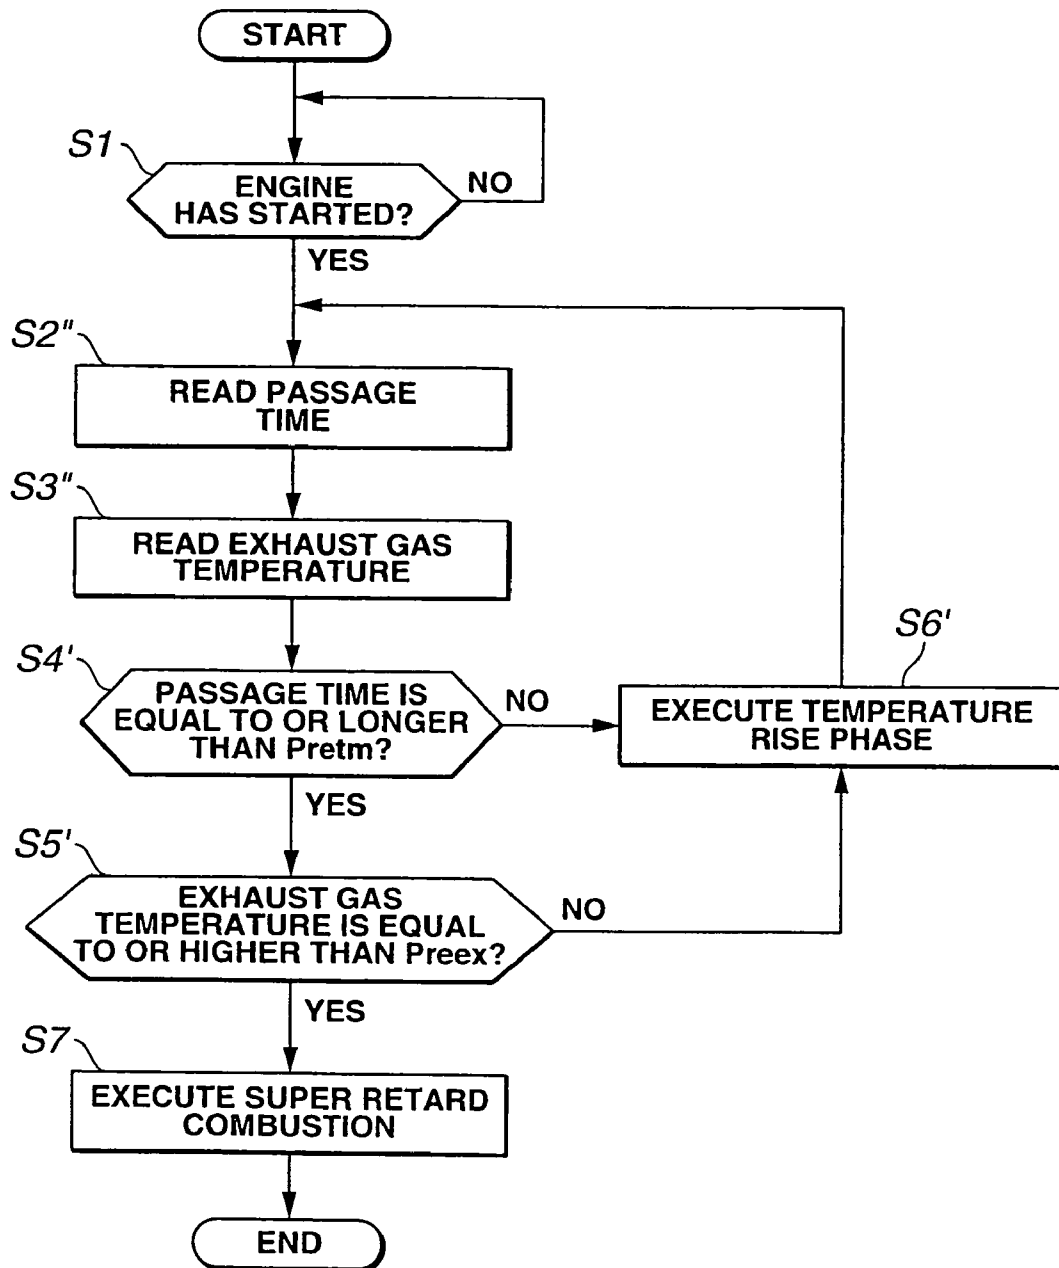 START
S1
ENGINE
HAS STARTED?
NO
YES
S2"
READ PASSAGE
TIME
S3"
READ EXHAUST GAS
TEMPERATURE
S4'
PASSAGE TIME IS
EQUAL TO OR LONGER
THAN Pretm?
NO
S6'
EXECUTE TEMPERATURE
RISE PHASE
YES
S5'
EXHAUST GAS
TEMPERATURE IS EQUAL
TO OR HIGHER THAN Preex?
NO
YES
S7
EXECUTE SUPER RETARD
COMBUSTION
END